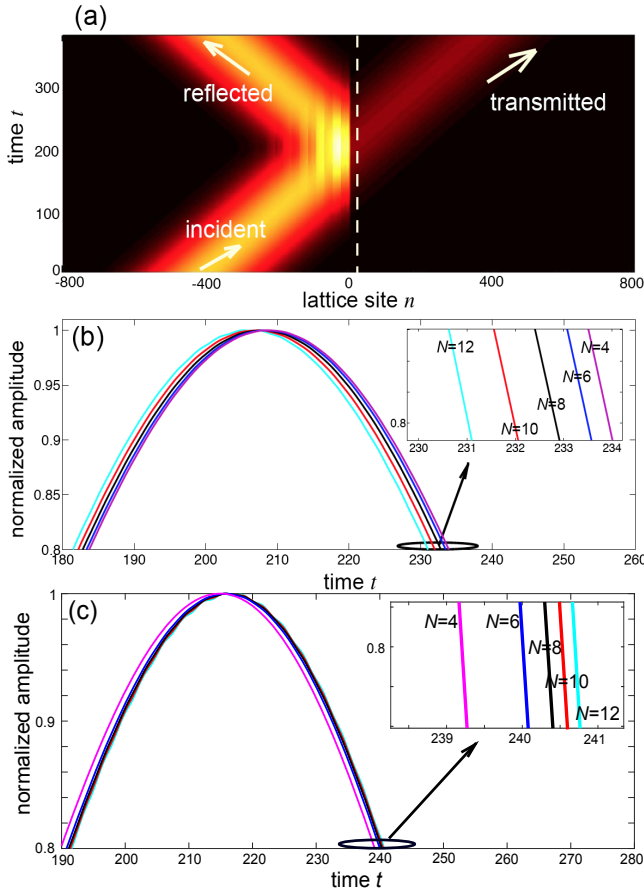 (a)
time t
300
200
100
0
reflected
transmitted
incident
-800
-400
0
400
800
lattice site n
(b)
normalized amplitude
1
0.95
0.9
0.85
0.8
180
190
200
210
220
230
240
250
260
time t
N=12
N=4
N=6
N=8
N=10
0.8
230
231
232
233
234
(c)
normalized amplitude
1
0.9
0.8
190
200
210
220
230
240
250
260
270
280
time t
N=4
N=6
N=8
N=10
N=12
0.8
239
240
241